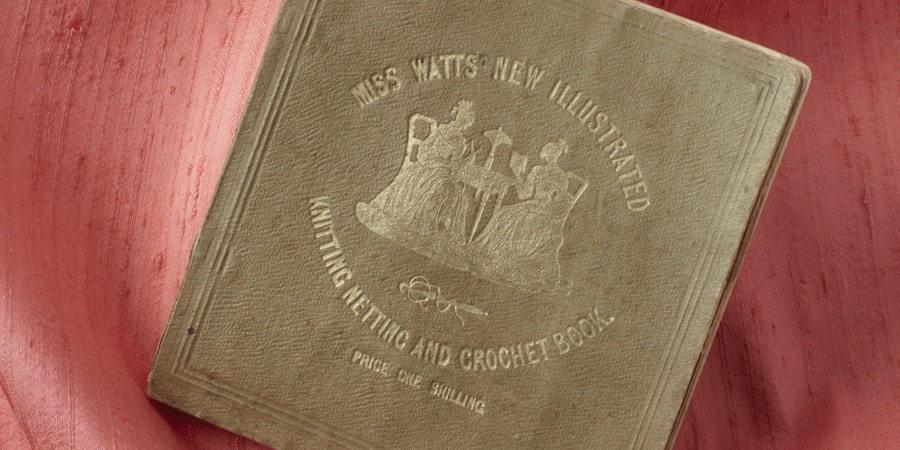 MISS WATTS' NEW ILLUSTRATED
KNITTING NETTING AND CROCHET BOOK.
PRICE ONE SHILLING